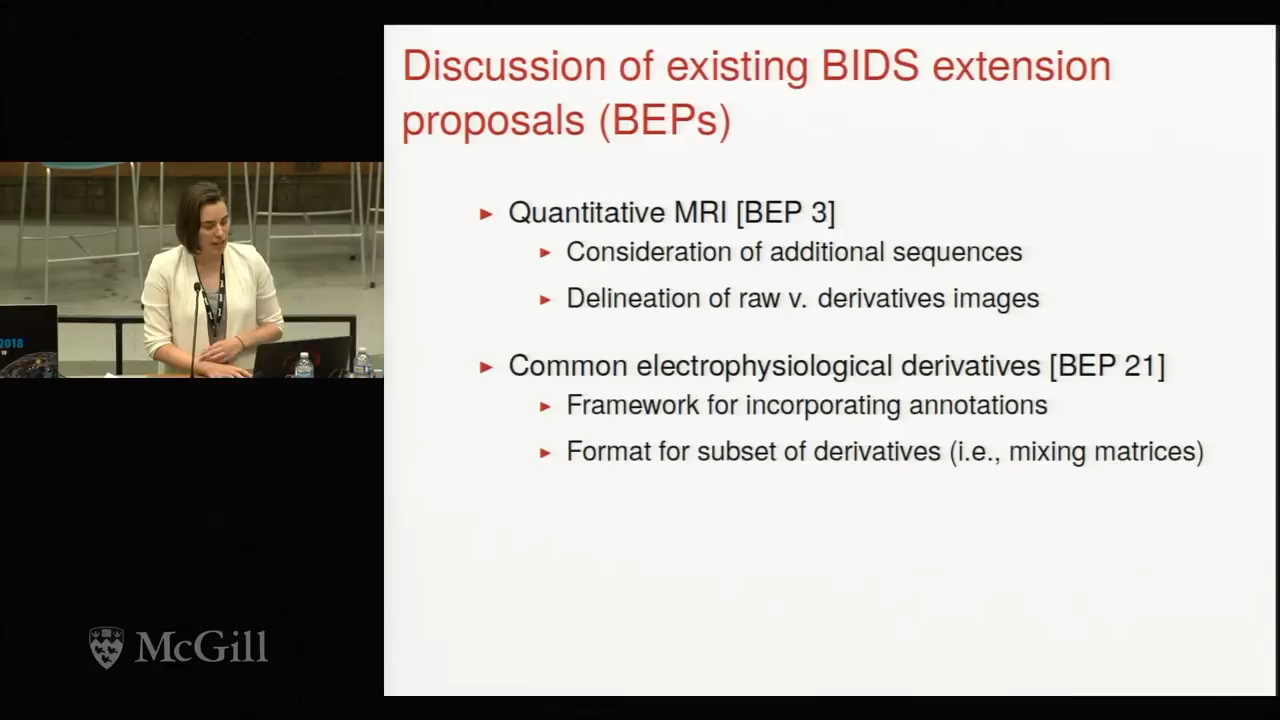 Discussion of existing BIDS extension
proposals (BEPs)
Quantitative MRI [BEP 3]
Consideration of additional sequences
Delineation of raw v. derivatives images
Common electrophysiological derivatives [BEP 21]
Framework for incorporating annotations
Format for subset of derivatives (i.e., mixing matrices)
2018
McGill